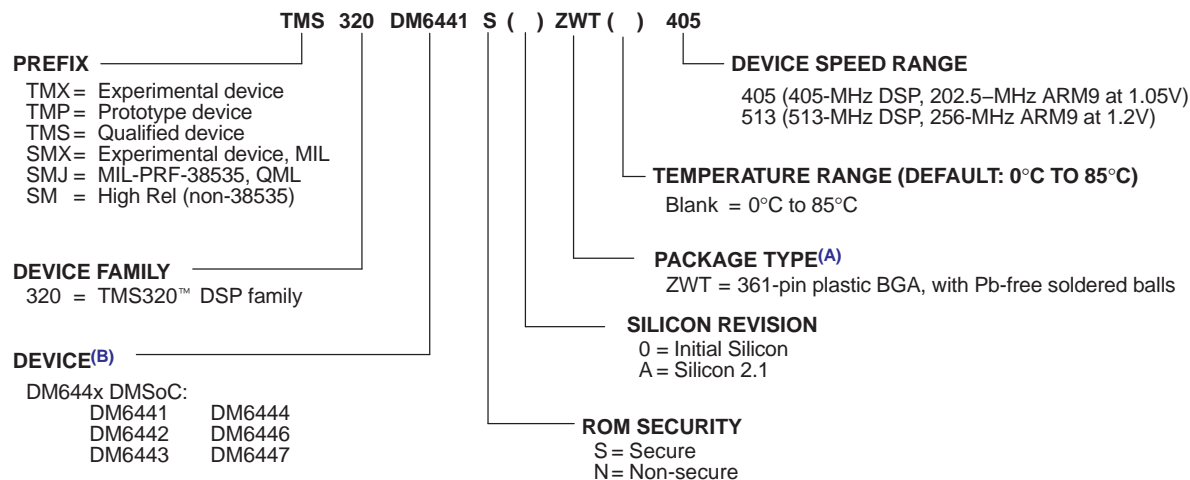 TMS 320 DM6441 S ( ) ZWT ( ) 405
PREFIX
TMX = Experimental device
TMP = Prototype device
TMS = Qualified device
SMX = Experimental device, MIL
SMJ = MIL-PRF-38535, QML
SM = High Rel (non-38535)
DEVICE SPEED RANGE
405 (405-MHz DSP, 202.5–MHz ARM9 at 1.05V)
513 (513-MHz DSP, 256-MHz ARM9 at 1.2V)
TEMPERATURE RANGE (DEFAULT: 0°C TO 85°C)
Blank = 0°C to 85°C
DEVICE FAMILY
320 = TMS320™ DSP family
PACKAGE TYPE(A)
ZWT = 361-pin plastic BGA, with Pb-free soldered balls
SILICON REVISION
0 = Initial Silicon
A = Silicon 2.1
DEVICE(B)
DM644x DMSoC:
DM6441 DM6444
DM6442 DM6446
DM6443 DM6447
ROM SECURITY
S = Secure
N = Non-secure